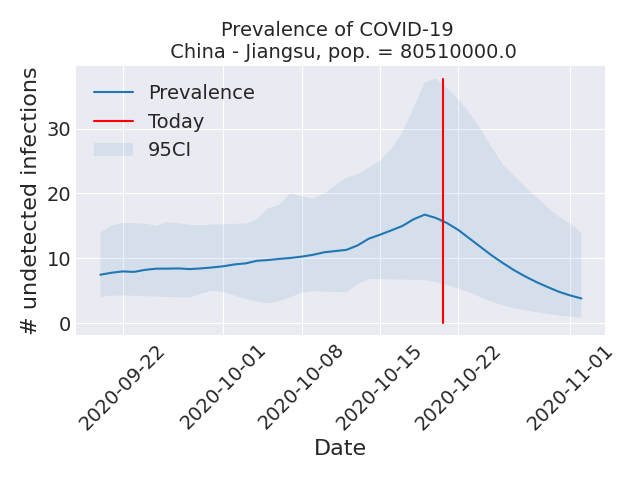 Prevalence of COVID-19
China - Jiangsu, pop. = 80510000.0
Prevalence
Today
95CI
# undetected infections
30
20
10
0
2020-09-22
2020-10-01
2020-10-08
2020-10-15
2020-10-22
2020-11-01
Date